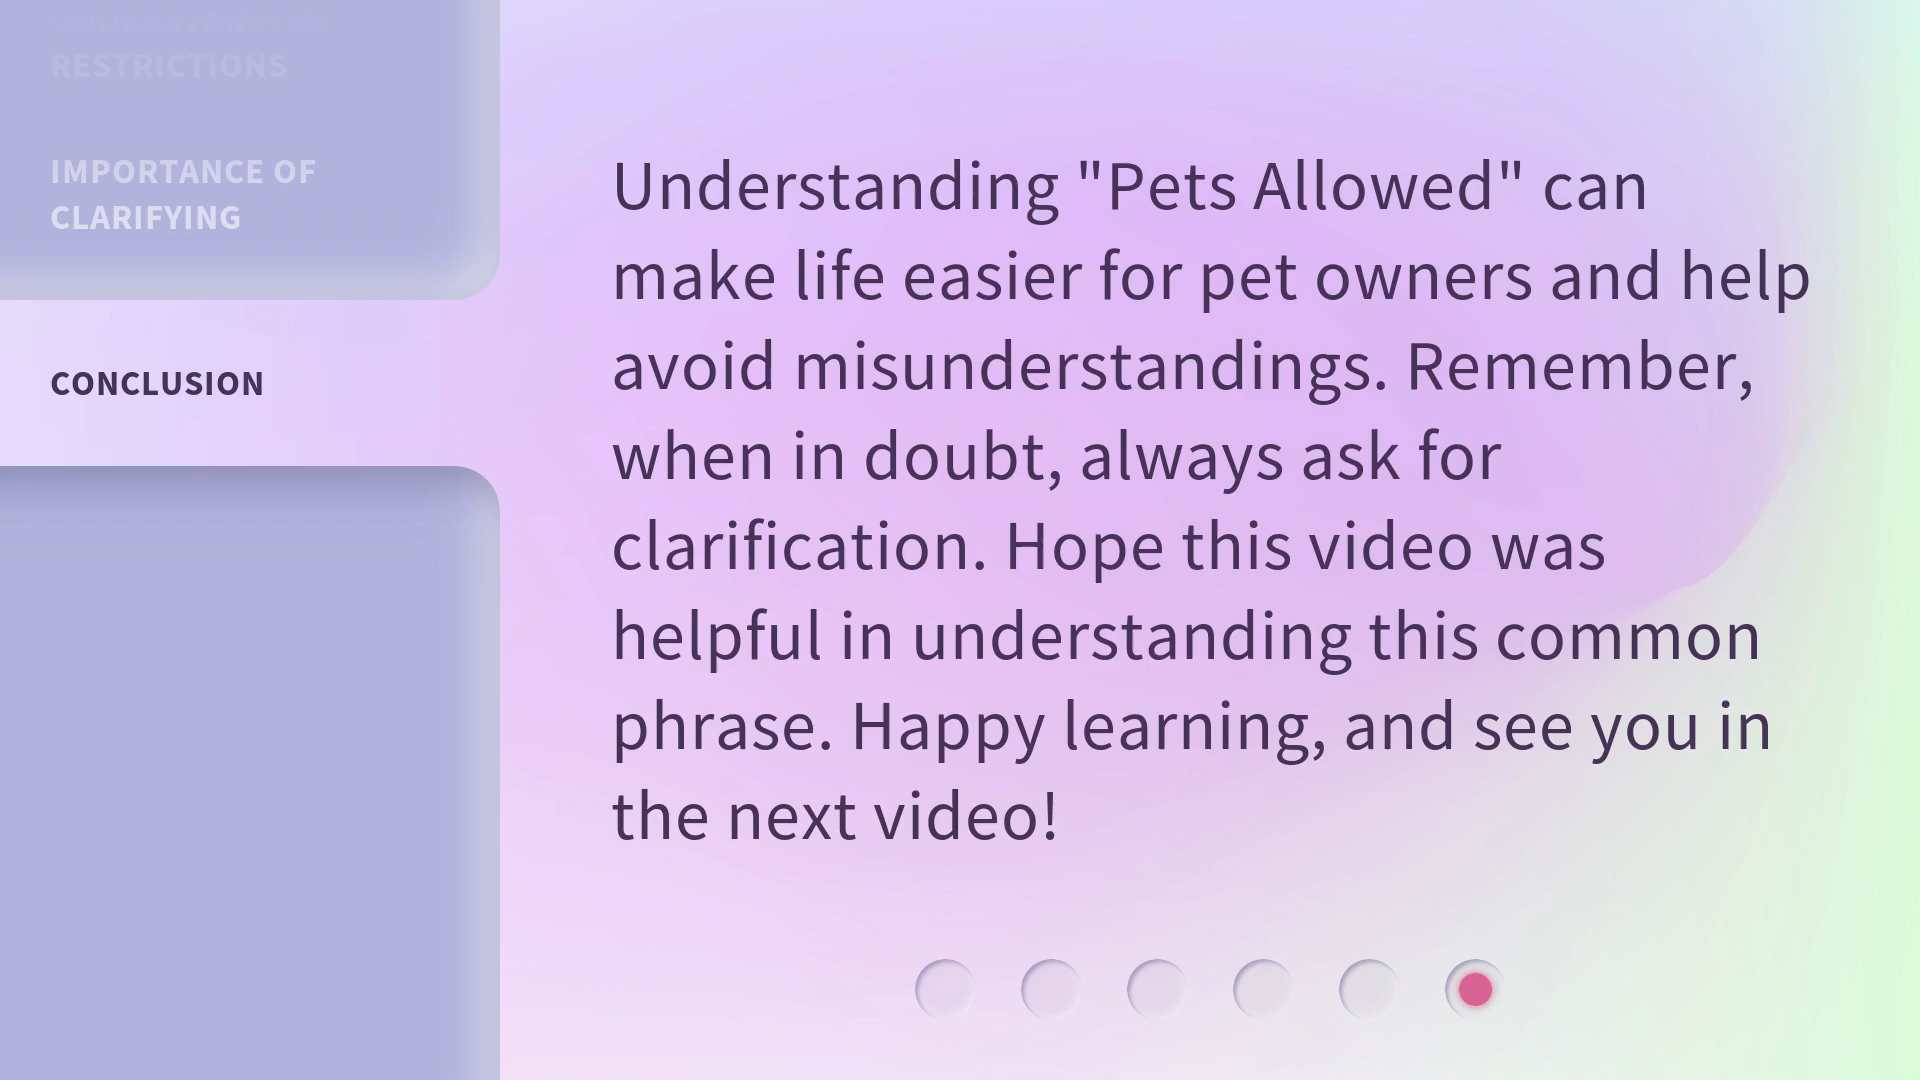 UNDERSTANDING
RESTRICTIONS
IMPORTANCE OF
CLARIFYING
CONCLUSION
Understanding "Pets Allowed" can
make life easier for pet owners and help
avoid misunderstandings. Remember,
when in doubt, always ask for
clarification. Hope this video was
helpful in understanding this common
phrase. Happy learning, and see you in
the next video!